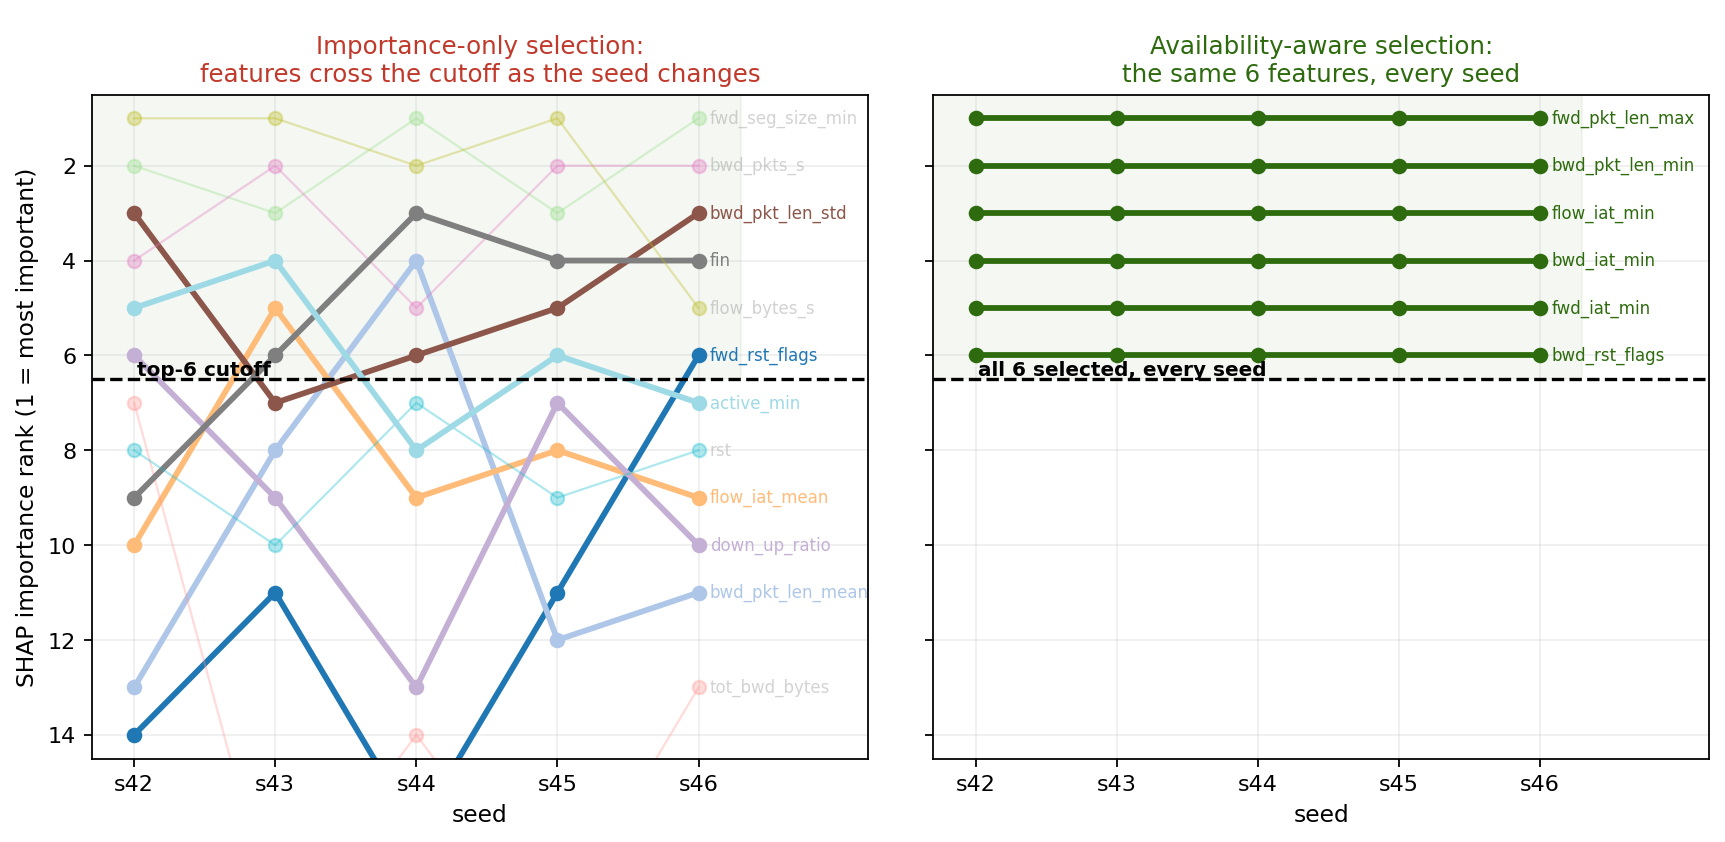 Importance-only selection:
features cross the cutoff as the seed changes
SHAP importance rank (1 = most important)
2
4
6
8
10
12
14
top-6 cutoff
fwd_seg_size_min
bwd_pkts_s
bwd_pkt_len_std
fin
flow_bytes_s
fwd_rst_flags
active_min
rst
flow_iat_mean
down_up_ratio
bwd_pkt_len_mean
tot_bwd_bytes
s42 s43 s44 s45 s46
seed
Availability-aware selection:
the same 6 features, every seed
fwd_pkt_len_max
bwd_pkt_len_min
flow_iat_min
bwd_iat_min
fwd_iat_min
bwd_rst_flags
all 6 selected, every seed
s42 s43 s44 s45 s46
seed